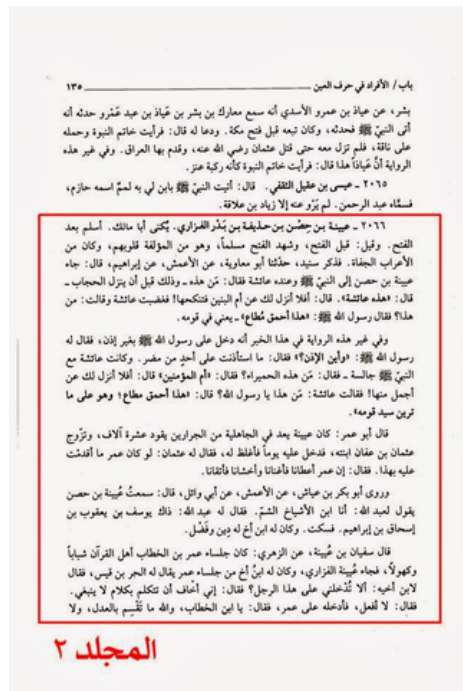 باب/ الأفراد في حرف العين ١٣٥
بشر، عن عياذ بن عمرو الأسدي أنه سمع معارك بن بشر بن عَياذ بن عبد عَمْرو حدثه أنه
أتى النبيّ ﷺ فحدثه، وكان تبعه قبل فتح مكة. ودعا له قال: فرأيت خاتم النبوة وحمله
على ناقة، فلم تزل معه حتى قتل عثمان رضي الله عنه، وقدم بها العراق. وفي غير هذه
الرواية أنَّ عَياذاً هذا قال: فرأيت خاتم النبوة كأنه ركبة عنز.
٢٠٦٥ ـ عيسى بن عقيل الثقفي. قال: أتيت النبيّ ﷺ بابن لي به لممٌ اسمه حازم،
فسمَّاه عبد الرحمن. لم يَرْوِ عنه إلا زياد بن علاقة.
٢٠٦٦ ـ عيينة بن حِصْن بن حذيفة بن بَدْر الفزاري. يُكنى أبا مالك. أسلم بعد
الفتح. وقيل: قبل الفتح، وشهد الفتح مسلماً، وهو من المؤلفة قلوبهم، وكان من
الأعراب الجفاة. فذكر سنيد، حدّثنا أبو معاوية، عن الأعمش، عن إبراهيم، قال: جاء
عيينة بن حصن إلى النبيّ ﷺ وعنده عائشة فقال: مَن هذه ـ وذلك قبل أن ينزل الحجاب ـ
قال: «هذه عائشة». قال: أفلا أنزل لك عن أم البنين فتنكحها! فغضبت عائشة وقالت: من
هذا؟ فقال رسول الله ﷺ: «هذا أحمق مُطاع» ـ يعني في قومه.
وفي غير هذه الرواية في هذا الخبر أنه دخل على رسول الله ﷺ بغير إذن، فقال له
رسول الله ﷺ: «وأين الإذن؟» فقال: ما استأذنت على أحدٍ من مضر. وكانت عائشة مع
النبيّ ﷺ جالسة ـ فقال: مَن هذه الحميراء؟ فقال: «أم المؤمنين» قال: أفلا أنزل لك عن
أجمل منها! فقالت عائشة: مَن هذا يا رسول الله؟ قال: «هذا أحمق مطاع؛ وهو على ما
ترين سيد قومه».
قال أبو عمر: كان عيينة يعد في الجاهلية من الجرارين يقود عشرة آلاف، وتزوج
عثمان بن عفان ابنته، فدخل عليه يوماً فأغلظ له، فقال له عثمان: لو كان عمر ما أقدمْت
عليه بهذا. فقال: إن عمر أعطانا فأغنانا وأخشانا فأتقانا.
وروى أبو بكر بن عياش، عن الأعمش، عن أبي وائل، قال: سمعتُ عُيينة بن حصن
يقول لعبد الله: أنا ابن الأشياخ الشمّ. فقال له عبد الله: ذاك يوسف بن يعقوب بن
إسحاق بن إبراهيم. فسكت. وكان له ابن أخ له دين وفَضْل.
قال سفيان بن عُيينة، عن الزهري: كان جلساء عمر بن الخطاب أهل القرآن شباباً
وكهولاً، فجاء عُيينة الفزاري، وكان له ابنُ أخ من جلساء عمر يقال له الحر بن قيس، فقال
لابن أخيه: ألا تُدْخلني على هذا الرجل؟ فقال: إني أخاف أن تتكلم بكلام لا ينبغي.
فقال: لا أفعل، فأدخله على عمر، فقال: يا ابن الخطاب، والله ما تَقْسِم بالعدل، ولا
المجلد ٢